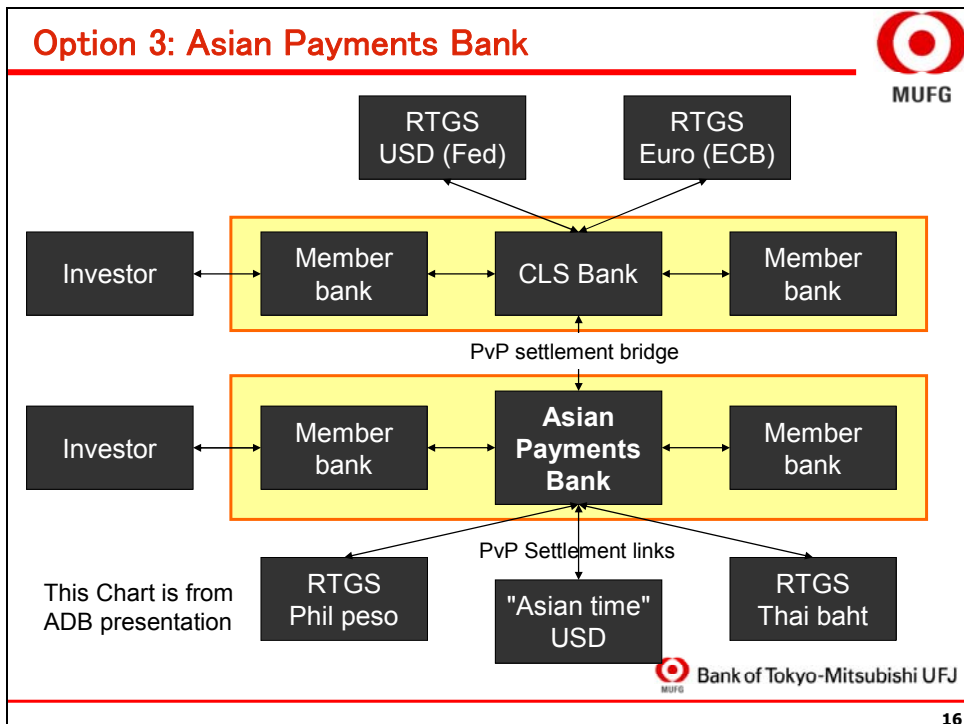 Option 3: Asian Payments Bank
MUFG
RTGS
USD (Fed)
RTGS
Euro (ECB)
Investor
Member
bank
CLS Bank
Member
bank
PvP settlement bridge
Investor
Member
bank
Asian
Payments
Bank
Member
bank
PvP Settlement links
This Chart is from
ADB presentation
RTGS
Phil peso
"Asian time"
USD
RTGS
Thai baht
MUFG
Bank of Tokyo-Mitsubishi UFJ
16